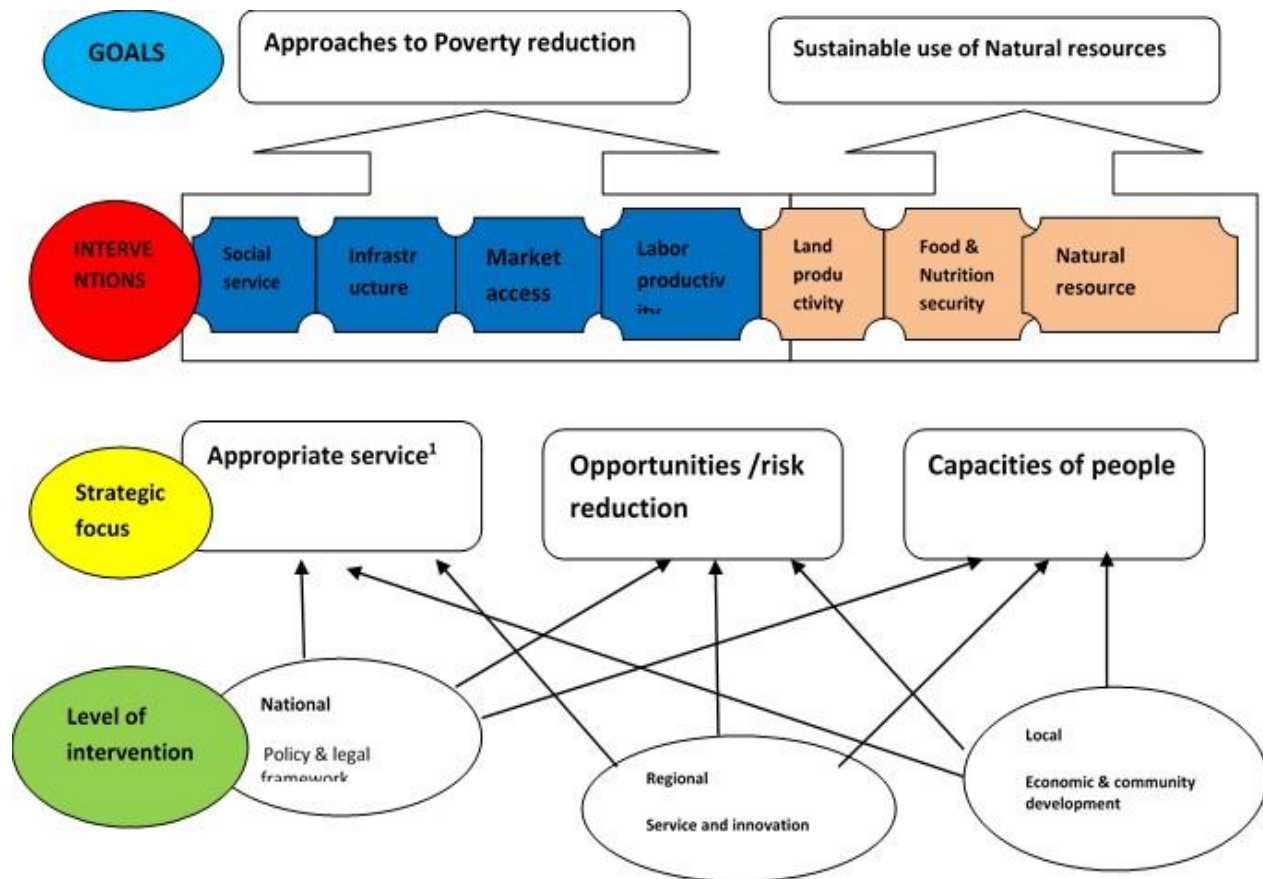 GOALS
Approaches to Poverty reduction
Sustainable use of Natural resources
INTERVE
NTIONS
Social
service
Infrastr
ucture
Market
access
Labor
productiv
ity
Land
produ
ctivity
Food &
Nutrition
security
Natural
resource
Strategic
focus
Appropriate service¹
Opportunities /risk
reduction
Capacities of people
Level of
intervention
National
Policy & legal
framework
Regional
Service and innovation
Local
Economic & community
development